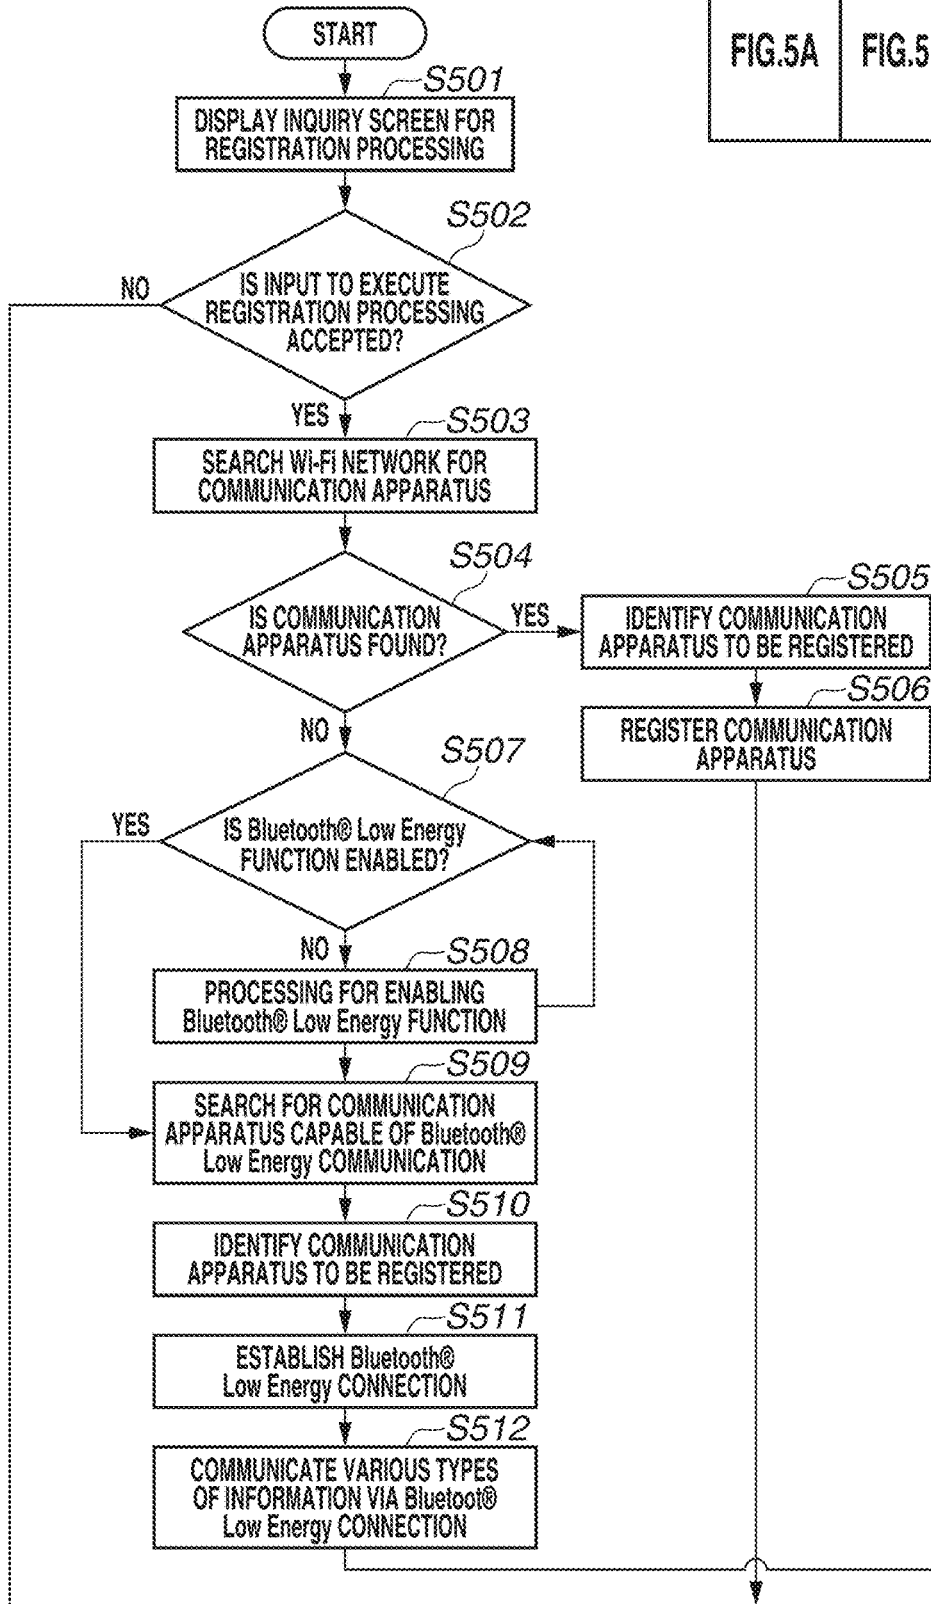 START
FIG.5A
FIG.5
S501
DISPLAY INQUIRY SCREEN FOR
REGISTRATION PROCESSING
S502
IS INPUT TO EXECUTE
REGISTRATION PROCESSING
ACCEPTED?
NO
YES
S503
SEARCH Wi-Fi NETWORK FOR
COMMUNICATION APPARATUS
S504
IS COMMUNICATION
APPARATUS FOUND?
YES
S505
IDENTIFY COMMUNICATION
APPARATUS TO BE REGISTERED
S506
REGISTER COMMUNICATION
APPARATUS
NO
S507
IS Bluetooth® Low Energy
FUNCTION ENABLED?
YES
NO
S508
PROCESSING FOR ENABLING
Bluetooth® Low Energy FUNCTION
S509
SEARCH FOR COMMUNICATION
APPARATUS CAPABLE OF Bluetooth®
Low Energy COMMUNICATION
S510
IDENTIFY COMMUNICATION
APPARATUS TO BE REGISTERED
S511
ESTABLISH Bluetooth®
Low Energy CONNECTION
S512
COMMUNICATE VARIOUS TYPES
OF INFORMATION VIA Bluetoot®
Low Energy CONNECTION